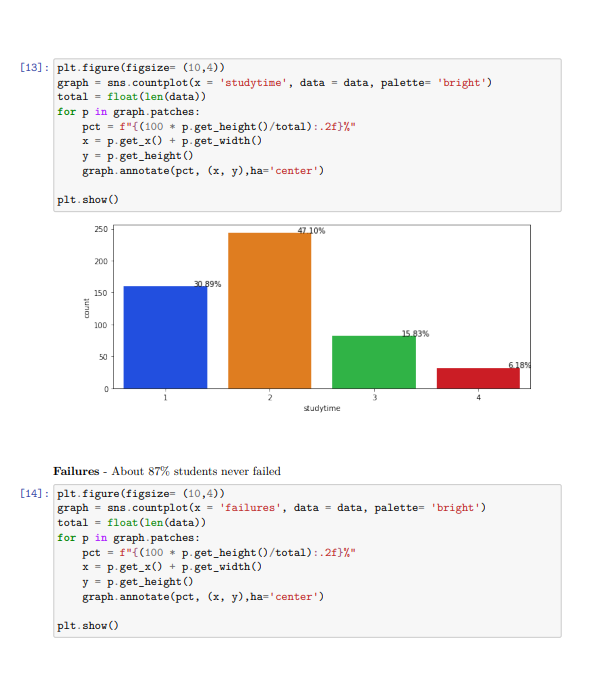 [13]: plt.figure(figsize= (10,4))
graph = sns.countplot(x = 'studytime', data = data, palette= 'bright')
total = float(len(data))
for p in graph.patches:
pct = f"{(100 * p.get_height()/total):.2f}%"
x = p.get_x() + p.get_width()
y = p.get_height()
graph.annotate(pct, (x, y),ha='center')
plt.show()
250
200
150
100
50
0
count
30.89%
47.10%
15.83%
6.18%
1 2 3 4
studytime
Failures - About 87% students never failed
[14]: plt.figure(figsize= (10,4))
graph = sns.countplot(x = 'failures', data = data, palette= 'bright')
total = float(len(data))
for p in graph.patches:
pct = f"{(100 * p.get_height()/total):.2f}%"
x = p.get_x() + p.get_width()
y = p.get_height()
graph.annotate(pct, (x, y),ha='center')
plt.show()